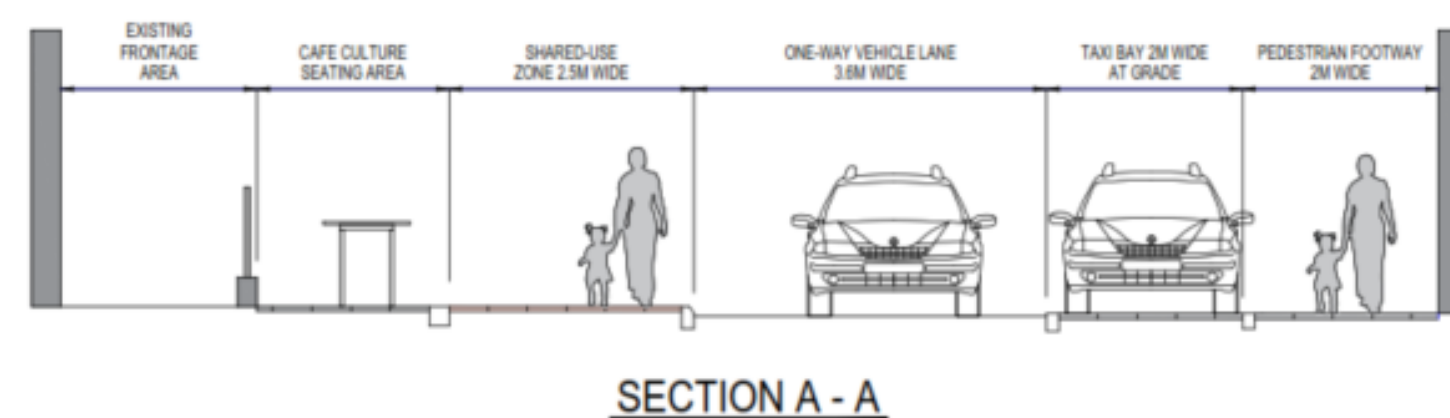 EXISTING
FRONTAGE
AREA
CAFE CULTURE
SEATING AREA
SHARED-USE
ZONE 2.5M WIDE
ONE-WAY VEHICLE LANE
3.6M WIDE
TAXI BAY 2M WIDE
AT GRADE
PEDESTRIAN FOOTWAY
2M WIDE
SECTION A - A